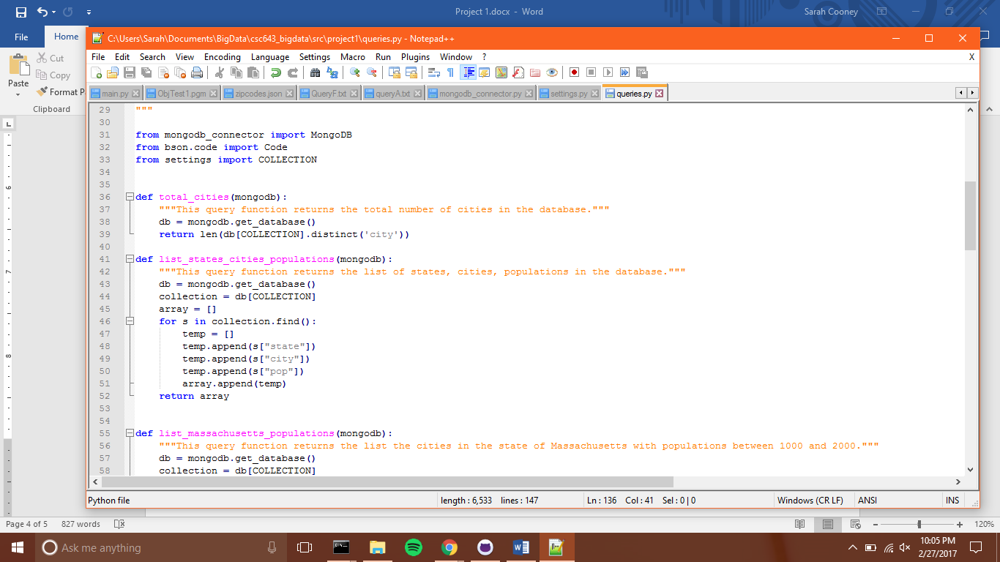 Project 1.docx - Word
Sarah Cooney
File
Home
Cut
Copy
Paste
Format P
Clipboard
C:\Users\Sarah\Documents\BigData\csc643_bigdata\src\project1\queries.py - Notepad++
File Edit Search View Encoding Language Settings Macro Run Plugins Window ? X
main.py ObjTest1.pgm zipcodes.json QueryF.txt queryA.txt mongodb_connector.py settings.py queries.py
29 """
30
31 from mongodb_connector import MongoDB
32 from bson.code import Code
33 from settings import COLLECTION
34
35
36 def total_cities(mongodb):
37 """This query function returns the total number of cities in the database."""
38 db = mongodb.get_database()
39 return len(db[COLLECTION].distinct('city'))
40
41 def list_states_cities_populations(mongodb):
42 """This query function returns the list of states, cities, populations in the database."""
43 db = mongodb.get_database()
44 collection = db[COLLECTION]
45 array = []
46 for s in collection.find():
47 temp = []
48 temp.append(s["state"])
49 temp.append(s["city"])
50 temp.append(s["pop"])
51 array.append(temp)
52 return array
53
54
55 def list_massachusetts_populations(mongodb):
56 """This query function returns the list the cities in the state of Massachusetts with populations between 1000 and 2000."""
57 db = mongodb.get_database()
58 collection = db[COLLECTION]
6
7
8
Python file length : 6,533 lines : 147 Ln : 136 Col : 41 Sel : 0 | 0 Windows (CR LF) ANSI INS
Page 4 of 5 827 words 120%
Ask me anything
10:05 PM
2/27/2017